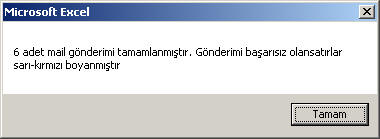 Microsoft Excel
6 adet mail gönderimi tamamlanmıştır. Gönderimi başarısız olansatırlar
sarı-kırmızı boyanmıştır
Tamam